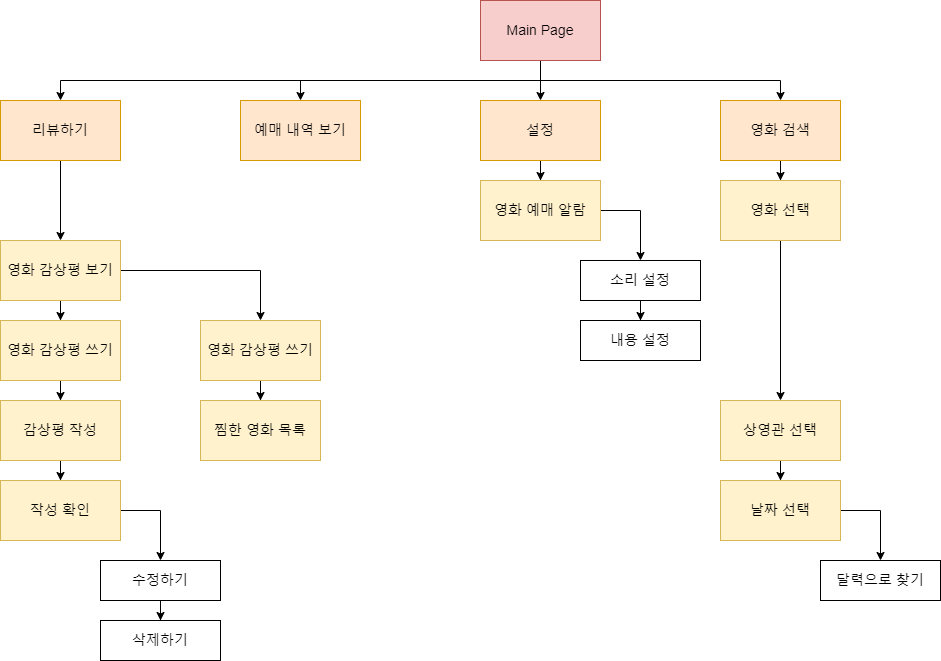 Main Page
리뷰하기
예매 내역 보기
설정
영화 검색
영화 예매 알람
영화 선택
영화 감상평 보기
소리 설정
영화 감상평 쓰기
영화 감상평 쓰기
내용 설정
감상평 작성
찜한 영화 목록
상영관 선택
작성 확인
날짜 선택
수정하기
달력으로 찾기
삭제하기